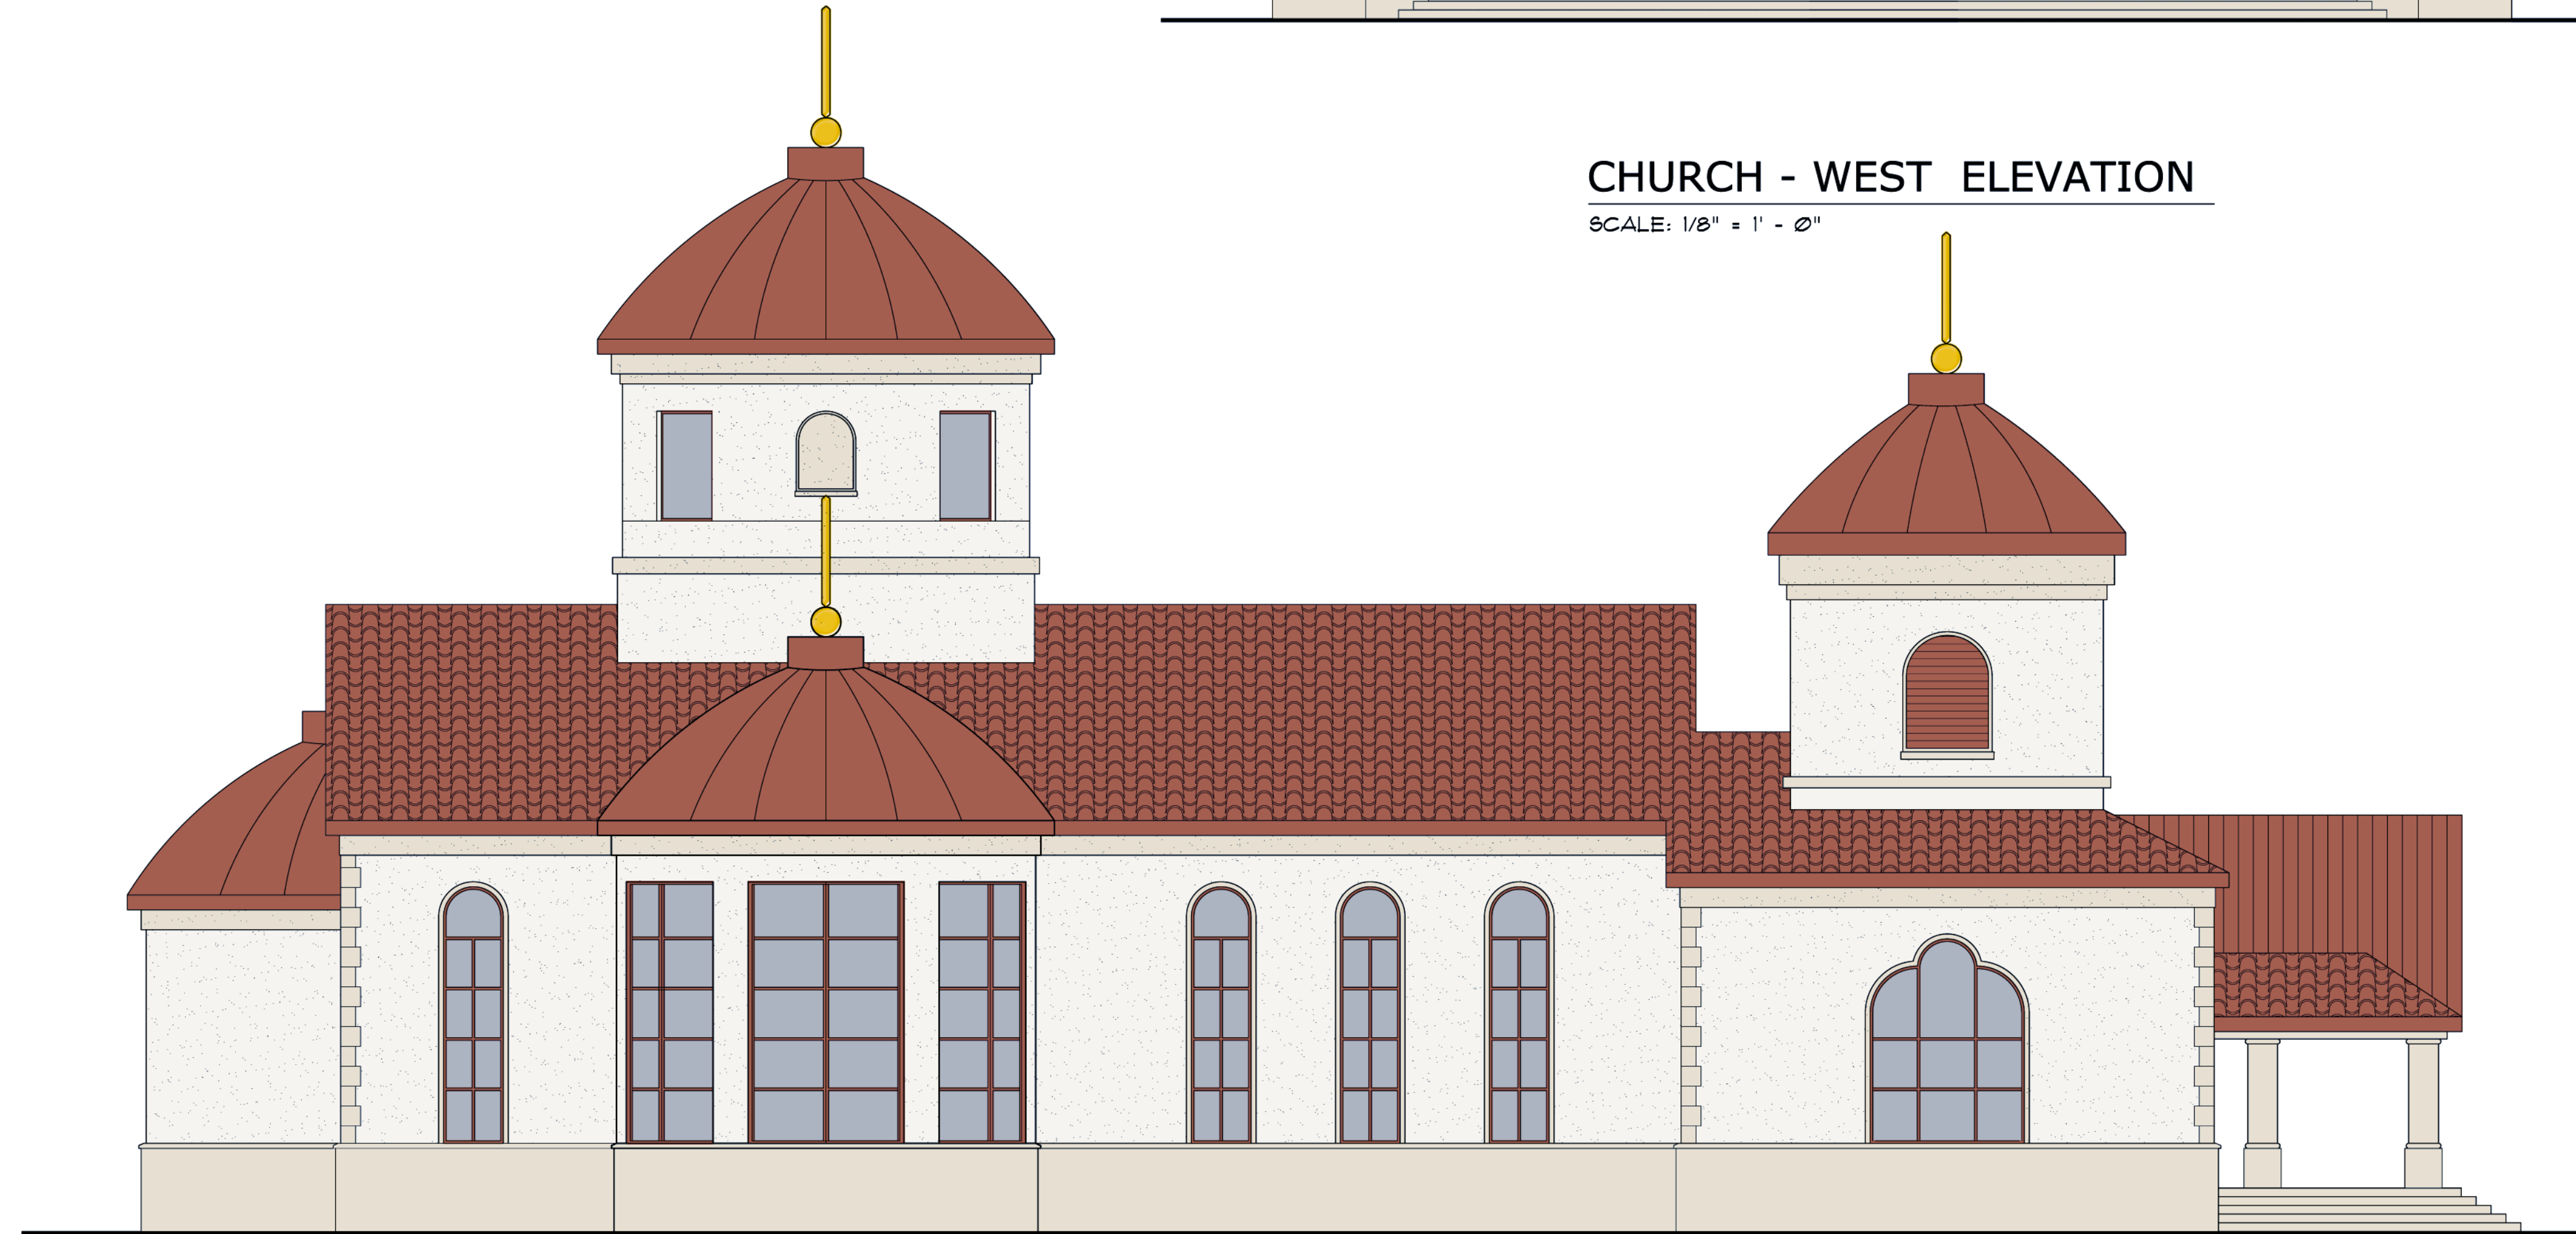 CHURCH - WEST ELEVATION
SCALE: 1/8" = 1' - 0"